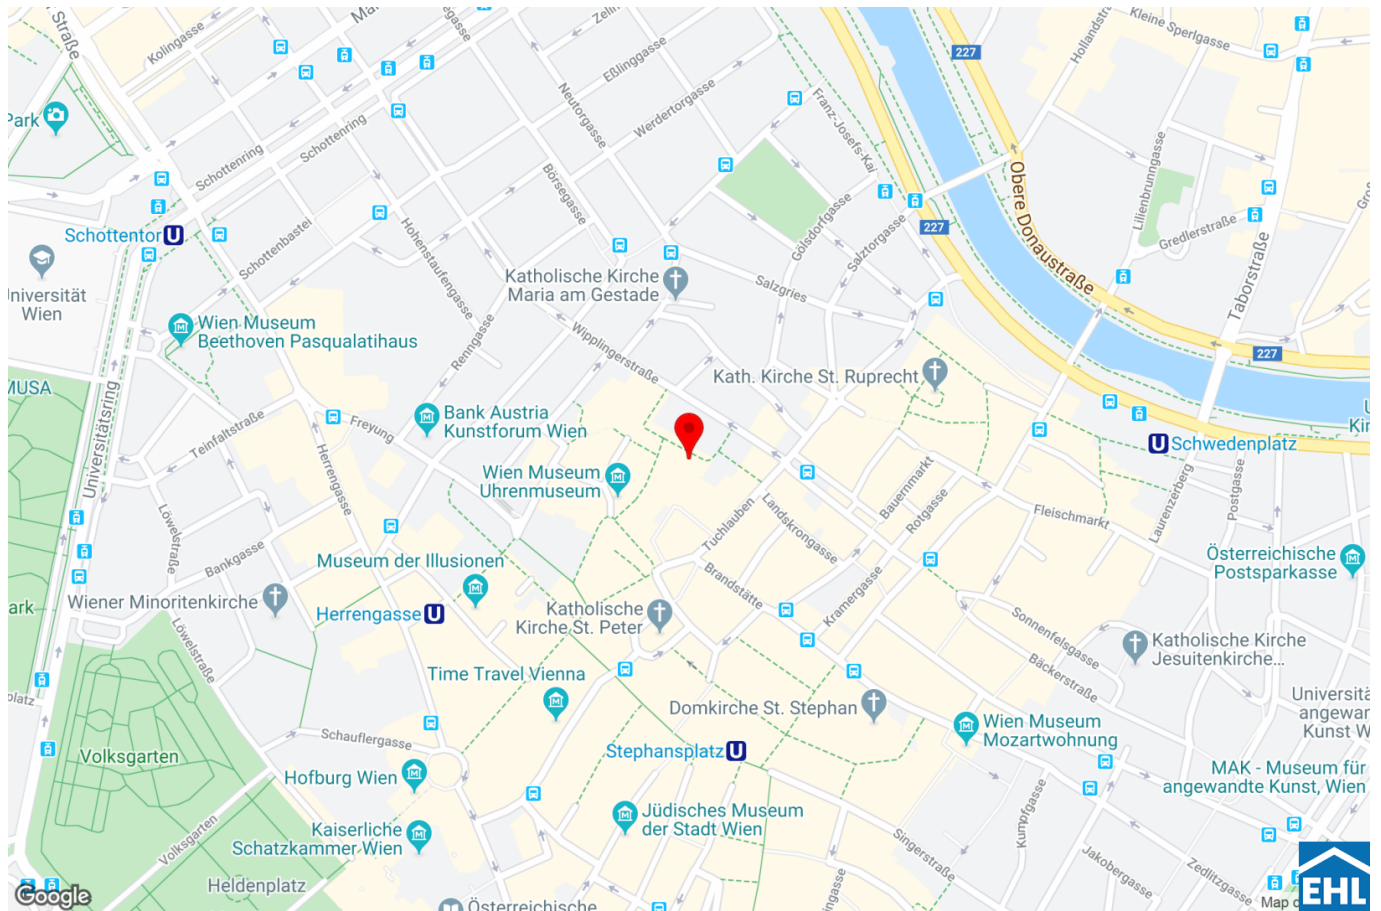 Straße
Kolingasse
Kleine Sperlgasse
Hollandstr
Eßlinggasse
227
Park
Neutorgasse
Werdertorgasse
Franz-Josefs-Kai
Schottenring
Schottenring
Börsegasse
Lilienbrunngasse
Obere Donaustraße
Schottentor
U
Schottenbastei
Hohenstaufengasse
Gölsdorfgasse
Salztorgasse
227
Gredlerstraße
Taborstraße
Universität
Wien
Katholische Kirche
Maria am Gestade
Salzgries
Wien Museum
Beethoven Pasqualatihaus
Renngasse
Wipplingerstraße
227
MUSA
Universitätsring
Kath. Kirche St. Ruprecht
Bank Austria
Kunstforum Wien
Freyung
Teinfaltstraße
Herrengasse
U
Schwedenplatz
Wien Museum
Uhrenmuseum
Bauernmarkt
Rotgasse
Laurenzerberg
Postgasse
Löwelstraße
Tuchlauben
Landskrongasse
Fleischmarkt
Bankgasse
Museum der Illusionen
Österreichische
Postsparkasse
Wiener Minoritenkirche
Herrengasse
U
Katholische
Kirche St. Peter
Brandstätte
Kramergasse
Sonnenfelsgasse
ark
Löwelstraße
Bäckerstraße
Katholische Kirche
Jesuitenkirche...
Time Travel Vienna
platz
Domkirche St. Stephan
Universitä
angewar
Kunst W
Schauflergasse
Wien Museum
Mozartwohnung
Volksgarten
Stephansplatz
U
Hofburg Wien
MAK - Museum für
angewandte Kunst, Wien
Jüdisches Museum
der Stadt Wien
Kumpfgasse
Kaiserliche
Schatzkammer Wien
Volksgarten
Singerstraße
Jakobergasse
Zedlitzgasse
Heldenplatz
Google
Österreichische
EHL
Map